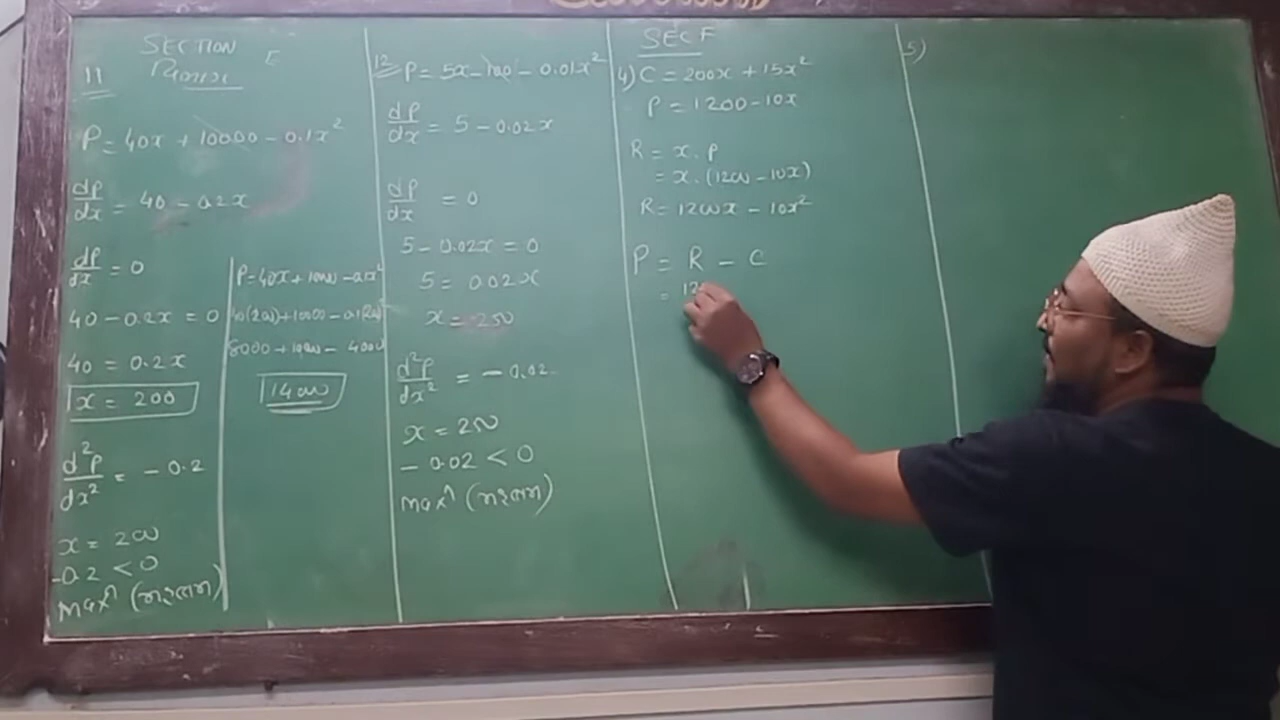 SECTION E
11
P = 40x + 10000 - 0.1x²
dP/dx = 40 - 0.2x
dP/dx = 0
40 - 0.2x = 0
40 = 0.2x
x = 200
d²P/dx² = - 0.2
x = 200
-0.2 < 0
P = 40x + 10000 - 0.1x²
40(200) + 10000 - 0.1(200)²
8000 + 10000 - 4000
14000
12 P = 5x - 100 - 0.01x²
dP/dx = 5 - 0.02x
dP/dx = 0
5 - 0.02x = 0
5 = 0.02x
x = 250
d²P/dx² = - 0.02
x = 250
- 0.02 < 0
SEC F
4) C = 200x + 15x²
P = 1200 - 10x
R = x.P
= x.(1200 - 10x)
R = 1200x - 10x²
P = R - C
= 12
5)